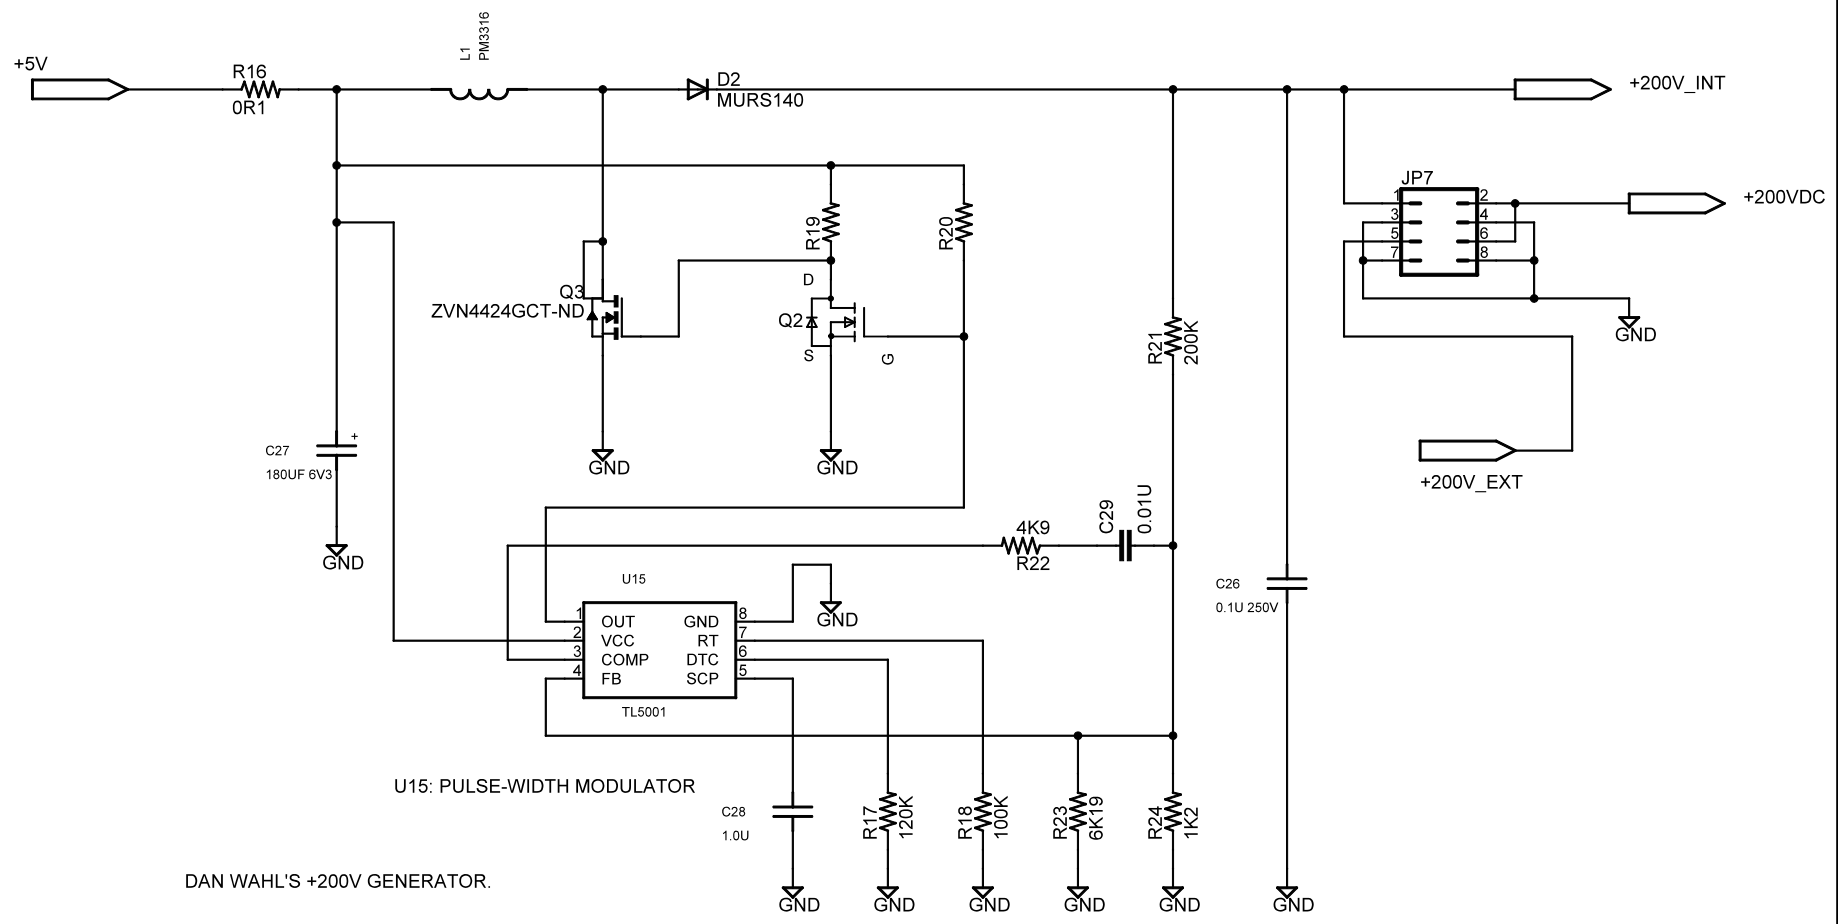 +5V
R16
0R1
L1
PM3316
D2
MURS140
+200V_INT
JP7
1
2
3
4
5
6
7
8
+200VDC
GND
+200V_EXT
R19
R20
D
Q3
ZVN4424GCT-ND
Q2
S
G
R21
200K
C27
+
180UF 6V3
GND
GND
GND
4K9
R22
C29
0.01U
U15
GND
1
OUT
GND
8
2
VCC
RT
7
3
COMP
DTC
6
4
FB
SCP
5
TL5001
C26
0.1U 250V
U15: PULSE-WIDTH MODULATOR
C28
1.0U
R17
120K
R18
100K
R23
6K19
R24
1K2
DAN WAHL'S +200V GENERATOR.
GND
GND
GND
GND
GND
GND